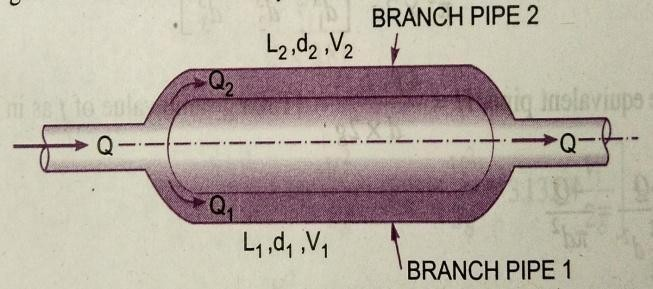 BRANCH PIPE 2
L₂,d₂ ,V₂
Q₂
Q
Q
Q₁
L₁,d₁ ,V₁
BRANCH PIPE 1